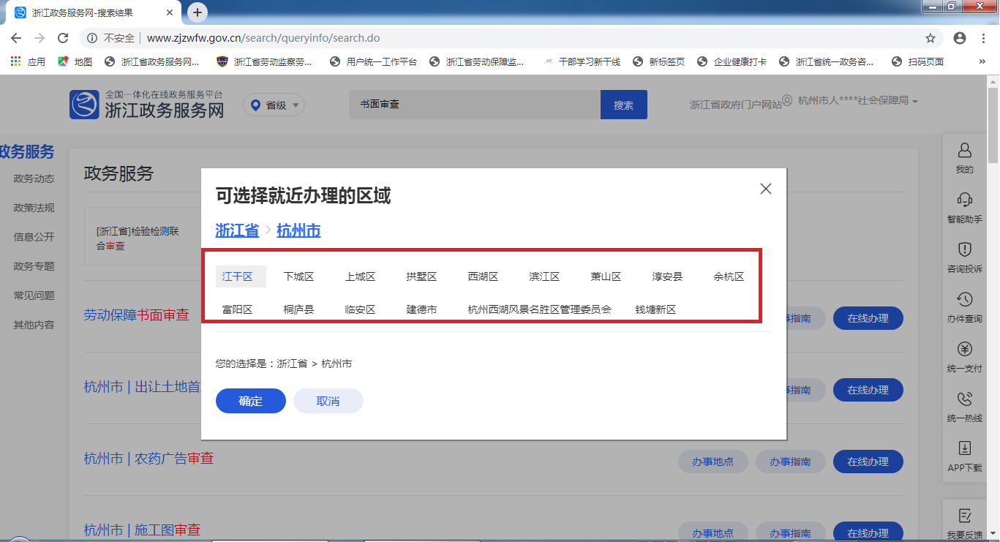 浙江政务服务网-搜索结果
不安全 www.zjzwfw.gov.cn/search/queryinfo/search.do
应用 地图 浙江省政务服务网... 浙江省劳动监察劳... 用户统一工作平台 浙江省劳动保障监... 干部学习新干线 新标签页 企业健康打卡 浙江省统一政务咨... 扫码页面 »
全国一体化在线政务服务平台
浙江政务服务网
省级
书面审查
搜索
浙江省政府门户网站
杭州市人****社会保障局
政务服务
政务动态
政策法规
信息公开
政务专题
常见问题
其他内容
政务服务
[浙江省]检验检测联
合审查
劳动保障书面审查
事指南
在线办理
杭州市 | 出让土地首
事指南
在线办理
杭州市 | 农药广告审查
办事地点
办事指南
在线办理
杭州市 | 施工图审查
办事地点
办事指南
在线办理
可选择就近办理的区域
浙江省 > 杭州市
江干区 下城区 上城区 拱墅区 西湖区 滨江区 萧山区 淳安县 余杭区
富阳区 桐庐县 临安区 建德市 杭州西湖风景名胜区管理委员会 钱塘新区
您的选择是：浙江省 > 杭州市
确定 取消
我的
智能助手
咨询投诉
办件查询
统一支付
统一热线
APP下载
我要反馈